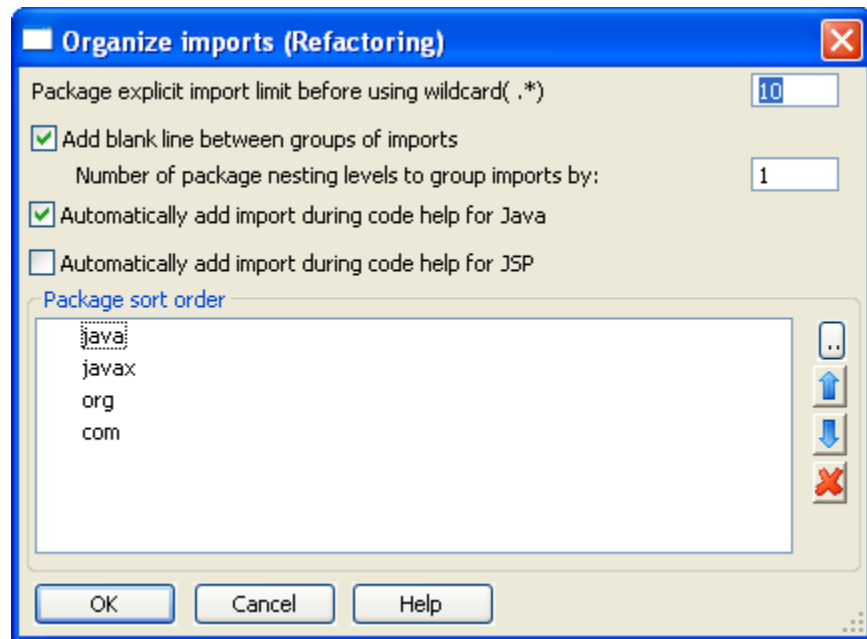 Organize imports (Refactoring)
Package explicit import limit before using wildcard( .*) 10
Add blank line between groups of imports
Number of package nesting levels to group imports by: 1
Automatically add import during code help for Java
Automatically add import during code help for JSP
Package sort order
java
javax
org
com
..
OK Cancel Help